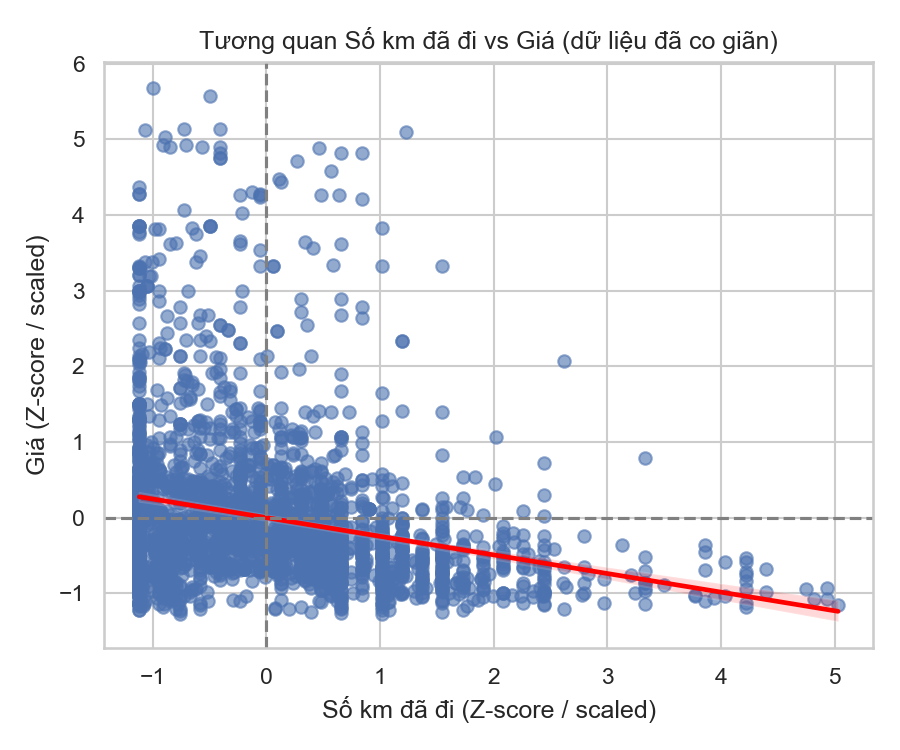 Tương quan Số km đã đi vs Giá (dữ liệu đã co giãn)
6
5
4
3
2
1
0
−1
Giá (Z-score / scaled)
−1 0 1 2 3 4 5
Số km đã đi (Z-score / scaled)